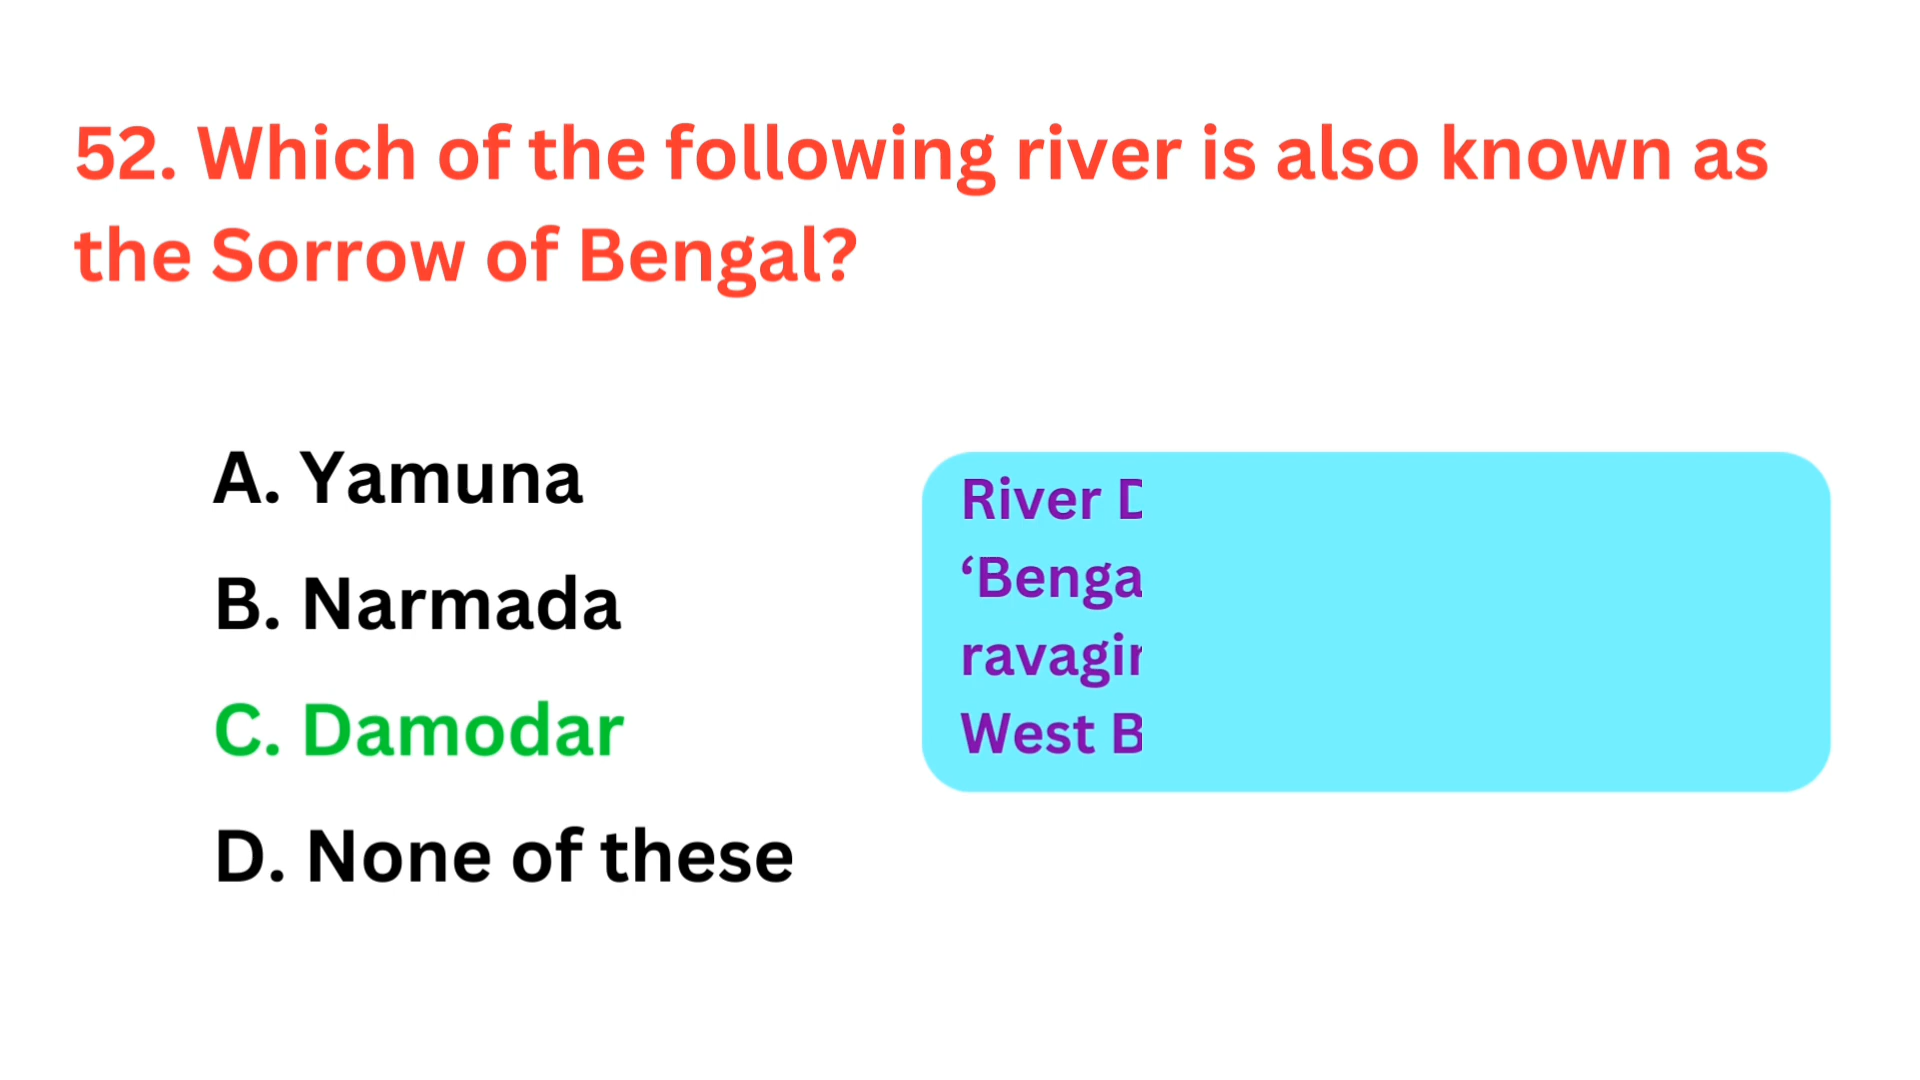 52. Which of the following river is also known as
the Sorrow of Bengal?
A. Yamuna
B. Narmada
C. Damodar
D. None of these
River
‘Benga
West B